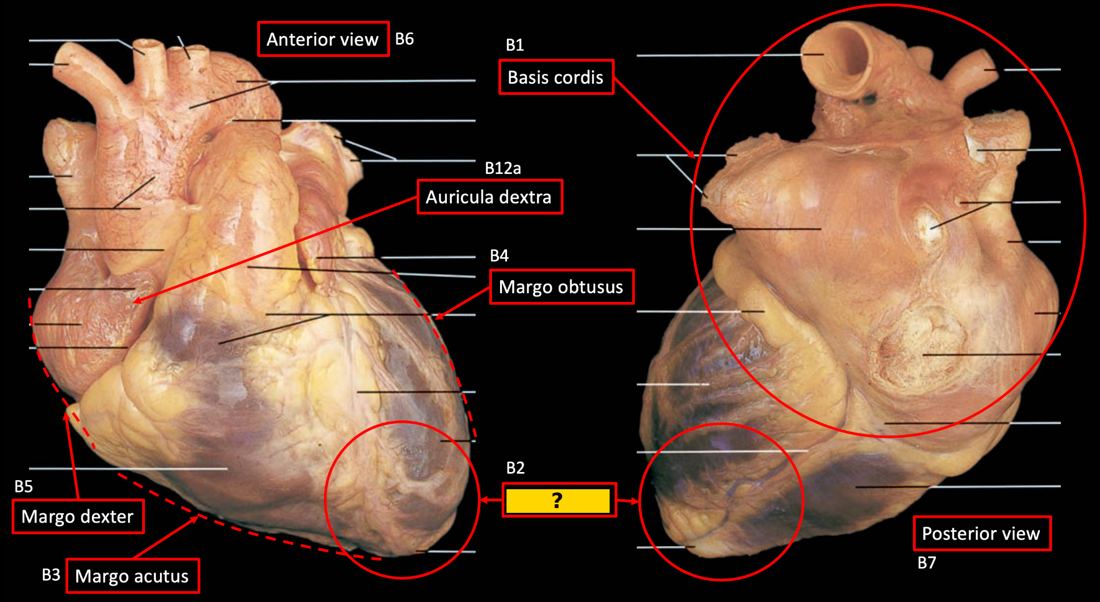 Anterior view
B6
B1
Basis cordis
B12a
Auricula dextra
B4
Margo obtusus
B2
?
B5
Margo dexter
B3
Margo acutus
Posterior view
B7